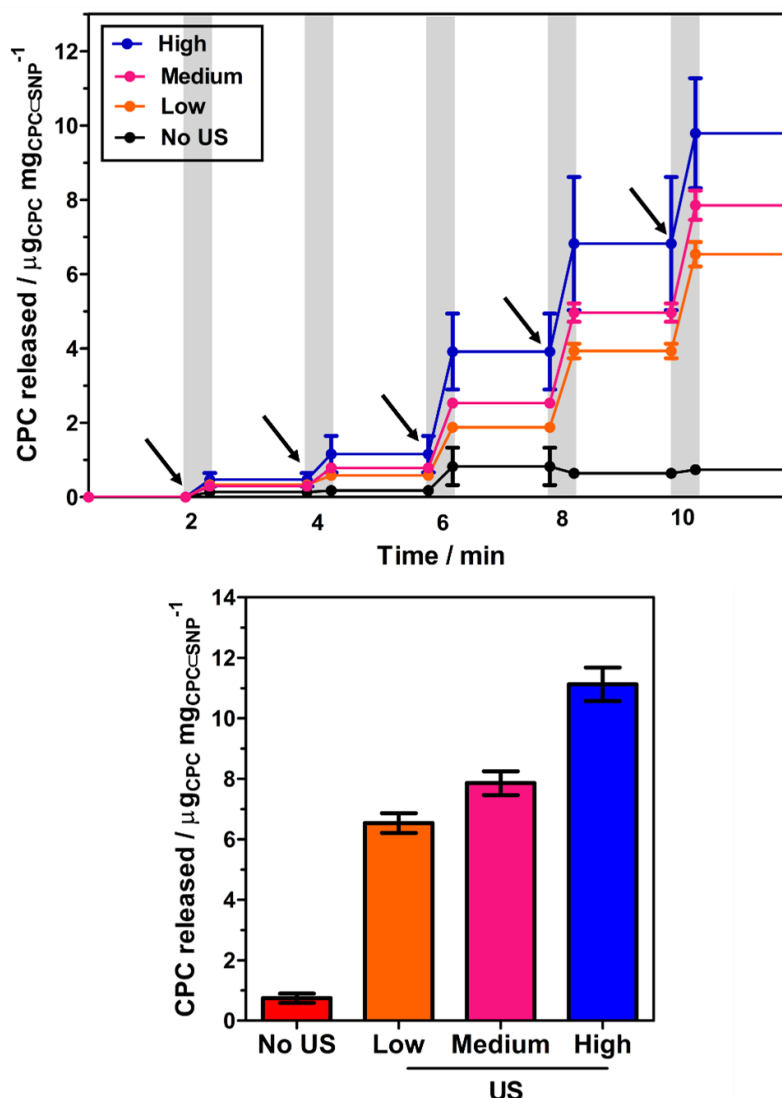 CPC released / μgCPC mgCPC⊂SNP-1
12
10
8
6
4
2
0
High
Medium
Low
No US
2 4 6 8 10
Time / min
CPC released / μgCPC mgCPC⊂SNP-1
14
12
10
8
6
4
2
0
No US Low Medium High
US